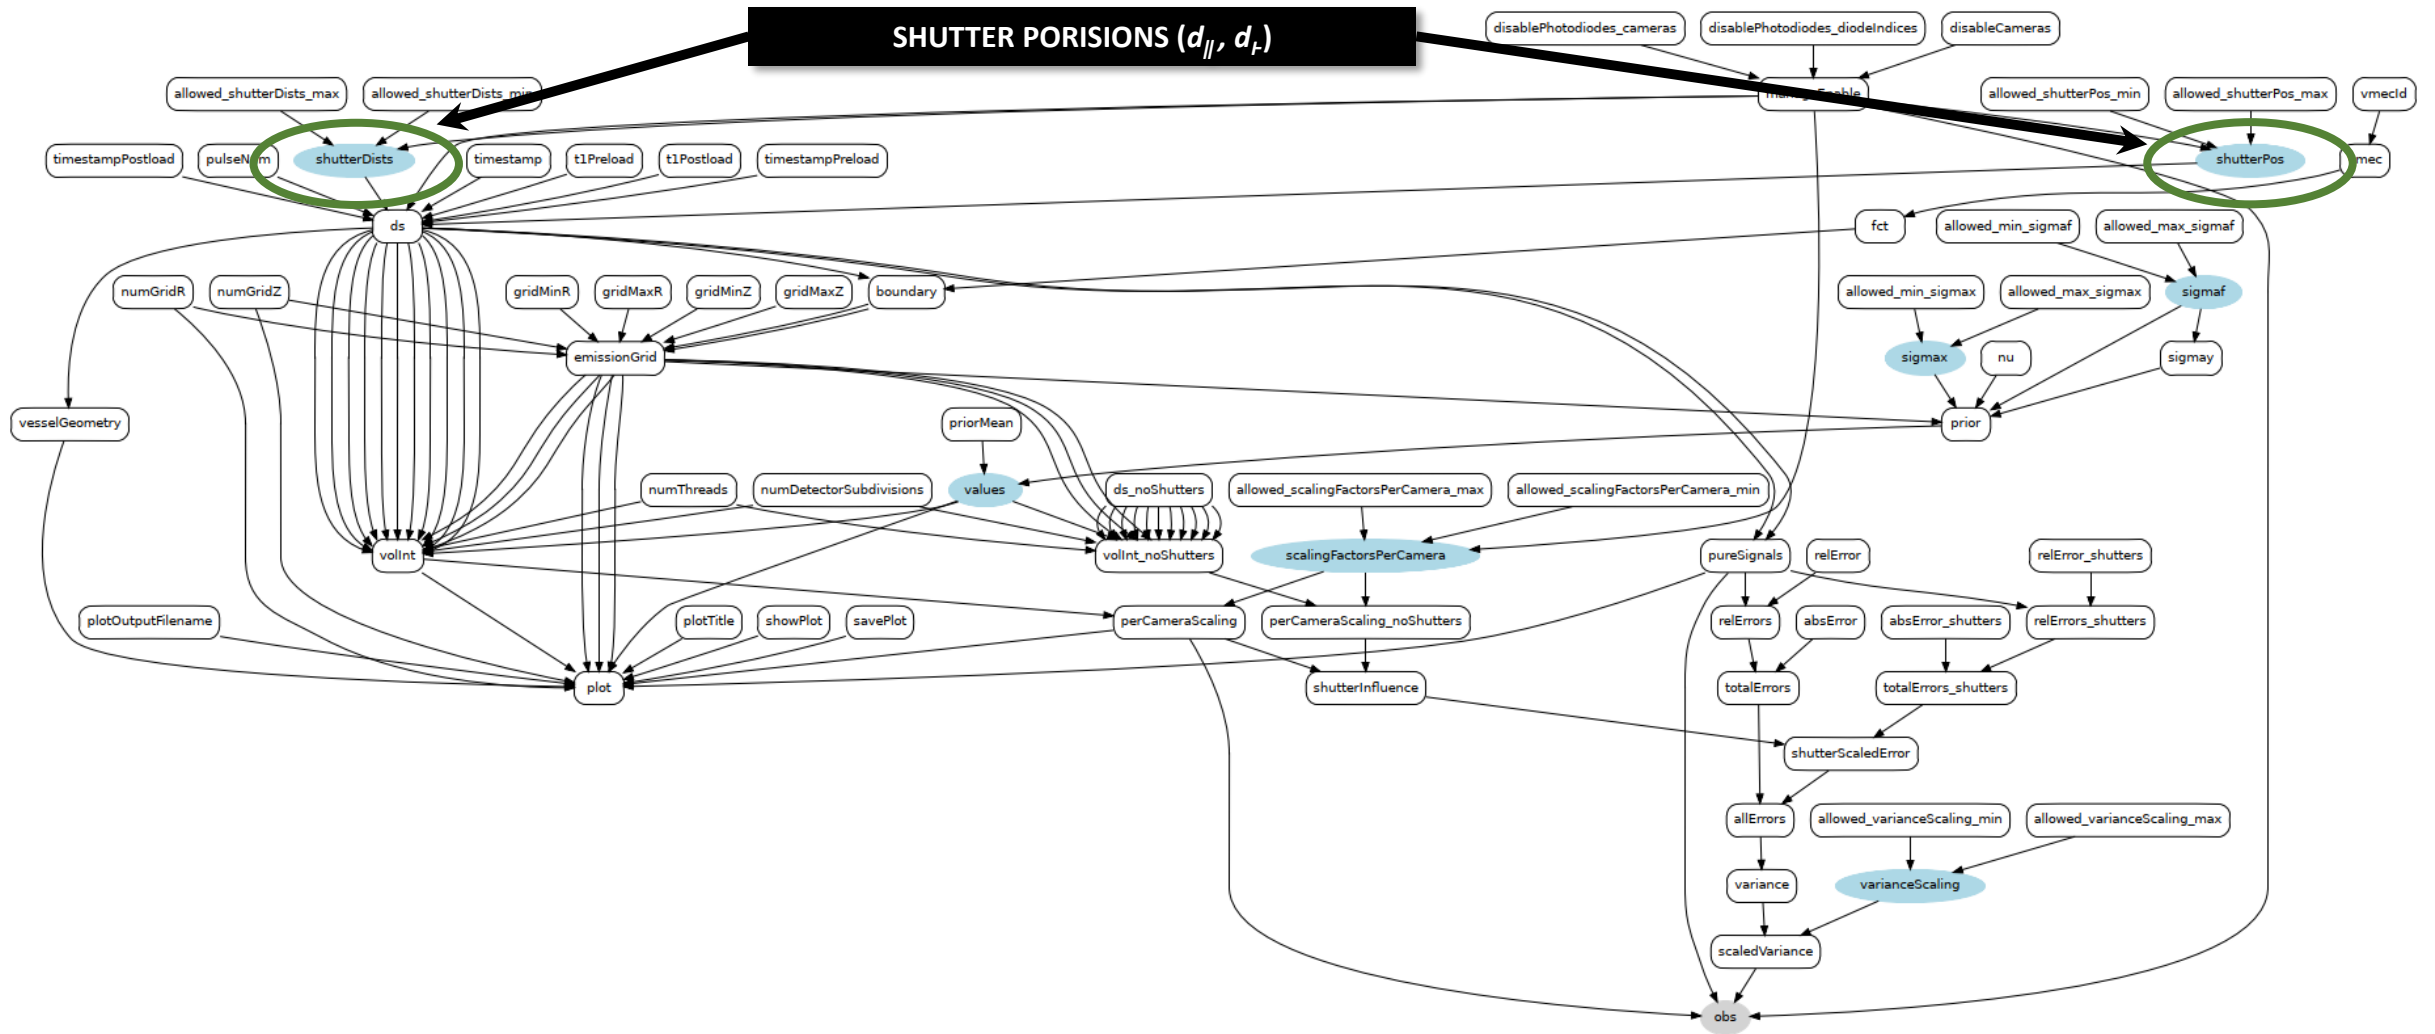 SHUTTER PORISIONS (d||, d⊦)
disablePhotodiodes_cameras
disablePhotodiodes_diodeIndices
disableCameras
allowed_shutterDists_max
allowed_shutterDists_min
allowed_shutterPos_min
allowed_shutterPos_max
vmecId
timestampPostload
shutterDists
timestamp
t1Preload
t1Postload
timestampPreload
shutterPos
ds
fct
allowed_min_sigmaf
allowed_max_sigmaf
numGridR
numGridZ
gridMinR
gridMaxR
gridMinZ
gridMaxZ
boundary
allowed_min_sigmax
allowed_max_sigmax
sigmaf
emissionGrid
sigmax
nu
sigmay
vesselGeometry
priorMean
prior
numThreads
numDetectorSubdivisions
values
ds_noShutters
allowed_scalingFactorsPerCamera_max
allowed_scalingFactorsPerCamera_min
volInt
volInt_noShutters
scalingFactorsPerCamera
pureSignals
relError
relError_shutters
plotOutputFilename
plotTitle
showPlot
savePlot
perCameraScaling
perCameraScaling_noShutters
relErrors
absError
absError_shutters
relErrors_shutters
plot
shutterInfluence
totalErrors
totalErrors_shutters
shutterScaledError
allErrors
allowed_varianceScaling_min
allowed_varianceScaling_max
variance
varianceScaling
scaledVariance
obs